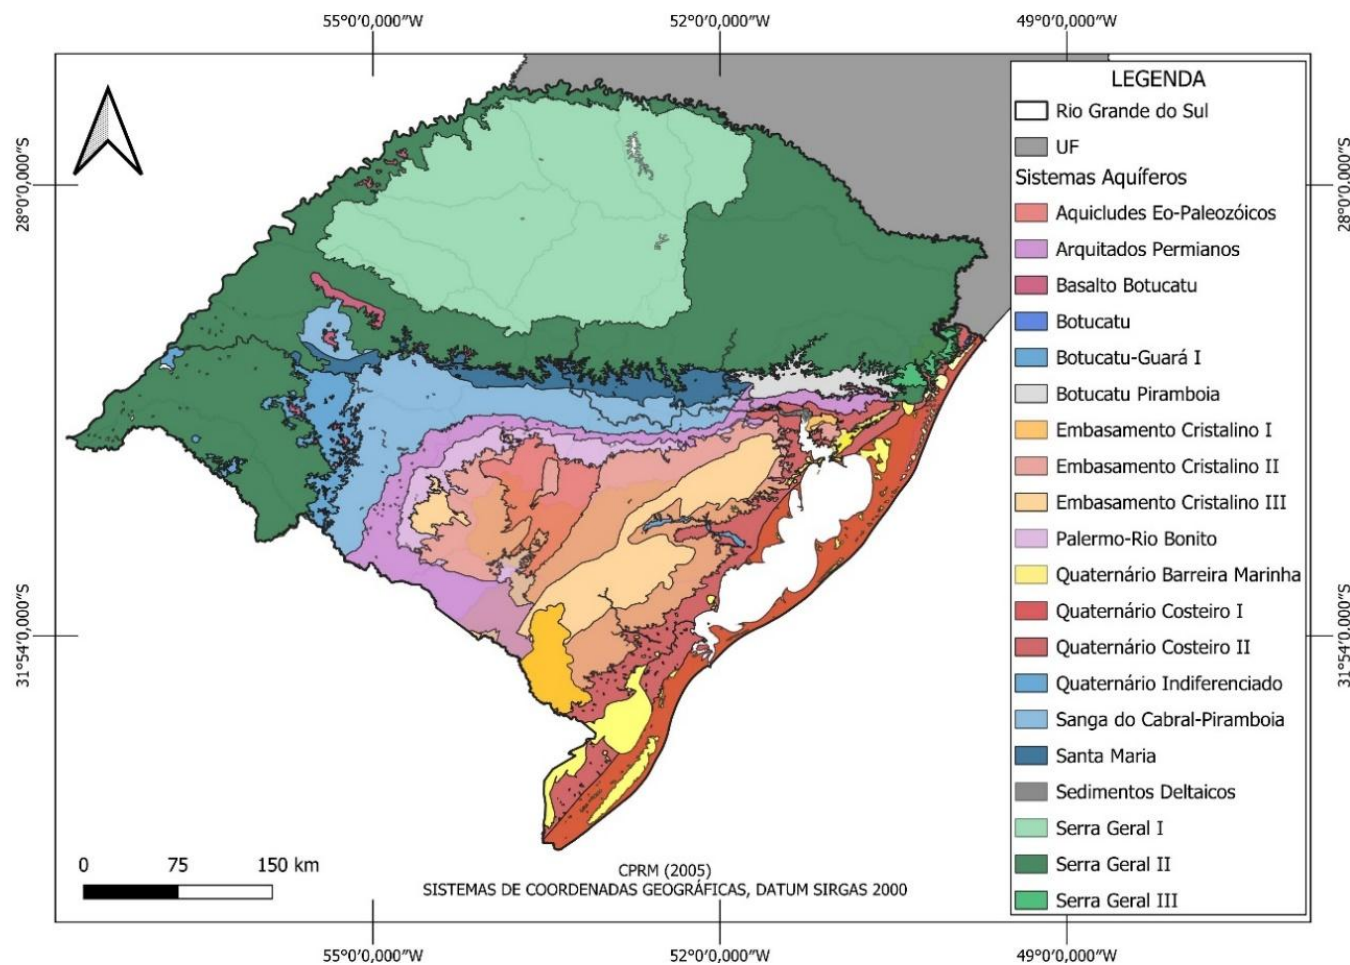 55°0′0,000″W
52°0′0,000″W
49°0′0,000″W
28°0′0,000″S
28°0′0,000″S
31°54′0,000″S
31°54′0,000″S
LEGENDA
Rio Grande do Sul
UF
Sistemas Aquíferos
Aquicludes Eo-Paleozóicos
Arquitados Permianos
Basalto Botucatu
Botucatu
Botucatu-Guará I
Botucatu Piramboia
Embasamento Cristalino I
Embasamento Cristalino II
Embasamento Cristalino III
Palermo-Rio Bonito
Quaternário Barreira Marinha
Quaternário Costeiro I
Quaternário Costeiro II
Quaternário Indiferenciado
Sanga do Cabral-Piramboia
Santa Maria
Sedimentos Deltaicos
Serra Geral I
Serra Geral II
Serra Geral III
0 75 150 km
CPRM (2005)
SISTEMAS DE COORDENADAS GEOGRÁFICAS, DATUM SIRGAS 2000
55°0′0,000″W
52°0′0,000″W
49°0′0,000″W